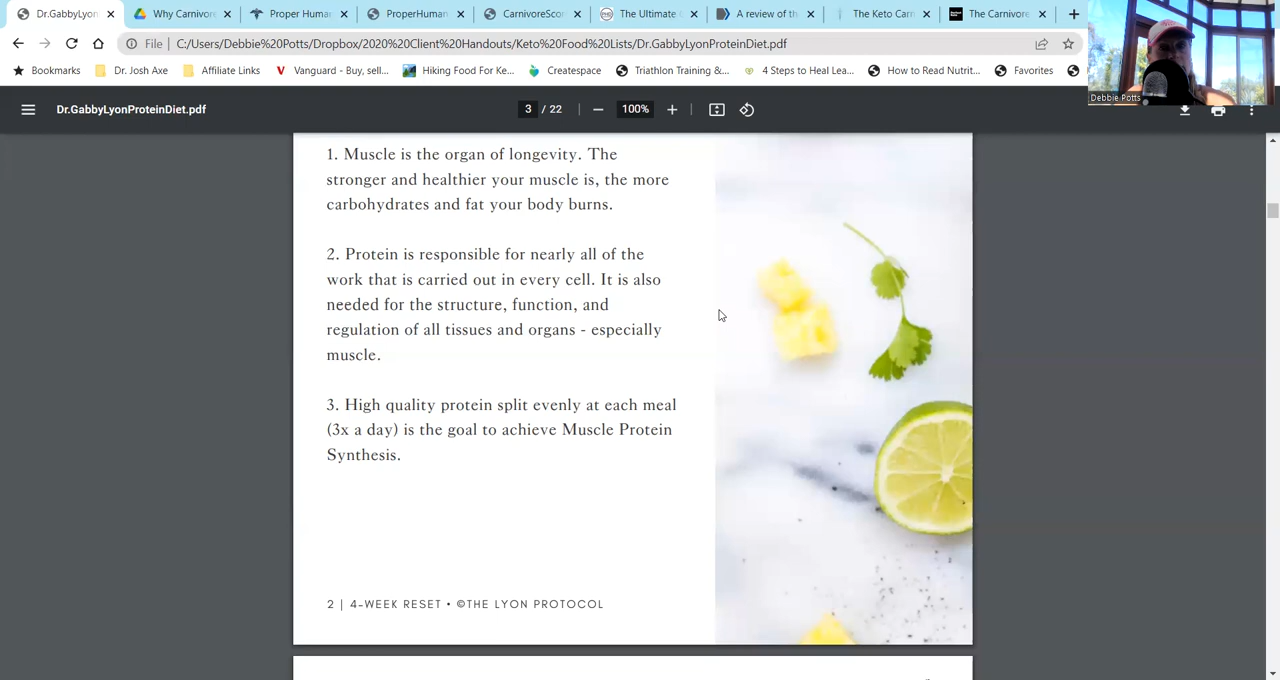 Dr.GabbyLyon
Why Carnivore
Proper Huma
ProperHuman
CarnivoreScor
The Ultimate
A review of th
The Keto Carn
The Carnivore
File
C:/Users/Debbie%20Potts/Dropbox/2020%20Client%20Handouts/Keto%20Food%20Lists/Dr.GabbyLyonProteinDiet.pdf
Bookmarks
Dr. Josh Axe
Affiliate Links
Vanguard - Buy, sell...
Hiking Food For Ke...
Createspace
Triathlon Training &...
4 Steps to Heal Lea...
How to Read Nutrit...
Favorites
Debbie Potts
Dr.GabbyLyonProteinDiet.pdf
3 / 22
100%
1. Muscle is the organ of longevity. The
stronger and healthier your muscle is, the more
carbohydrates and fat your body burns.
2. Protein is responsible for nearly all of the
work that is carried out in every cell. It is also
needed for the structure, function, and
regulation of all tissues and organs - especially
muscle.
3. High quality protein split evenly at each meal
(3x a day) is the goal to achieve Muscle Protein
Synthesis.
2 | 4-WEEK RESET • ©THE LYON PROTOCOL